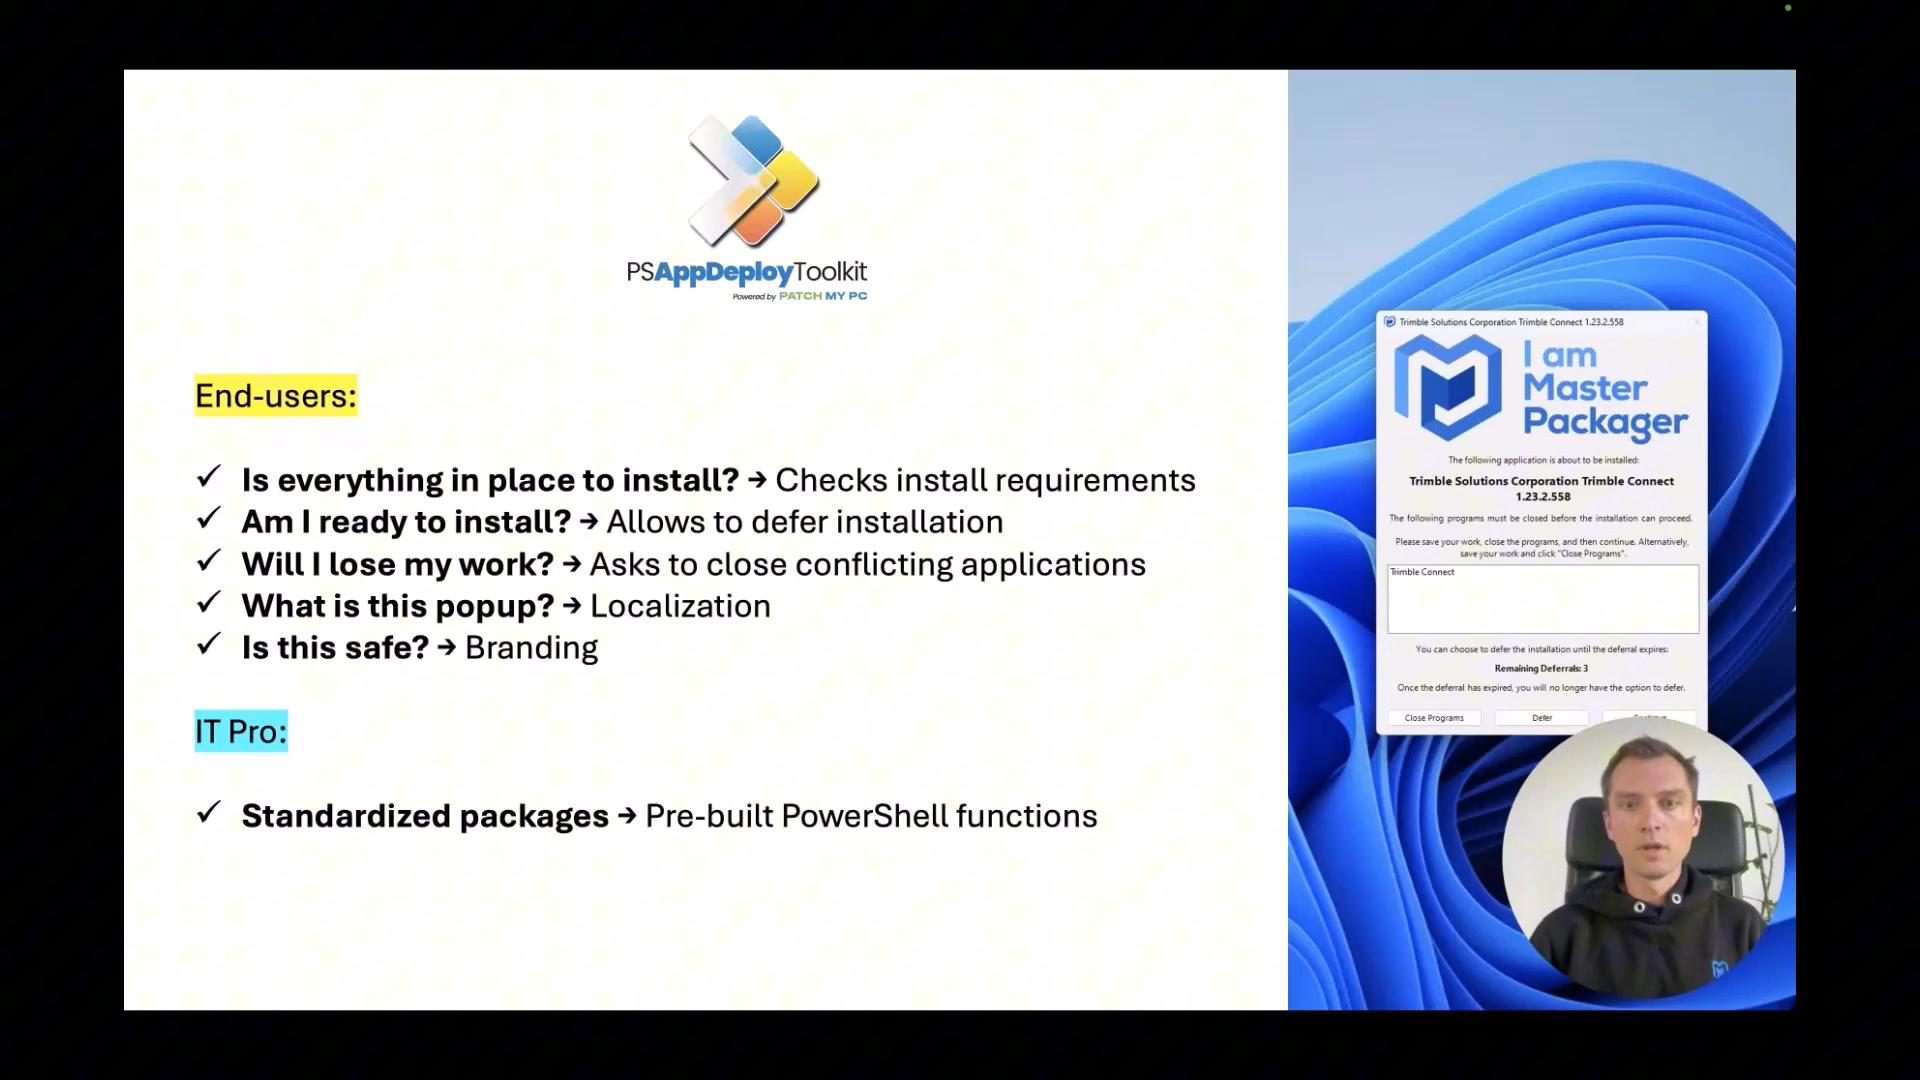 PSAppDeployToolkit
Powered by PATCH MY PC
End-users:
✓ Is everything in place to install? → Checks install requirements
✓ Am I ready to install? → Allows to defer installation
✓ Will I lose my work? → Asks to close conflicting applications
✓ What is this popup? → Localization
✓ Is this safe? → Branding
IT Pro:
✓ Standardized packages → Pre-built PowerShell functions
Trimble Solutions Corporation Trimble Connect 1.23.2.558
I am
Master
Packager
The following application is about to be installed:
Trimble Solutions Corporation Trimble Connect
1.23.2.558
The following programs must be closed before the installation can proceed.
Please save your work, close the programs, and then continue. Alternatively,
save your work and click "Close Programs".
Trimble Connect
You can choose to defer the installation until the deferral expires:
Remaining Deferrals: 3
Once the deferral has expired, you will no longer have the option to defer.
Close Programs
Defer